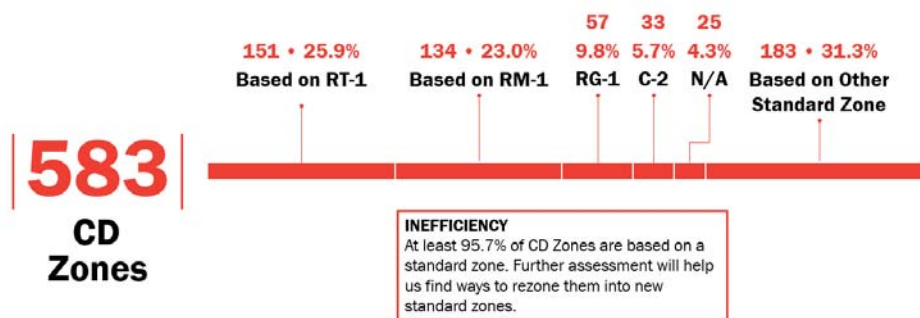 57 33 25
151 • 25.9% 134 • 23.0% 9.8% 5.7% 4.3% 183 • 31.3%
Based on RT-1 Based on RM-1 RG-1 C-2 N/A Based on Other
Standard Zone
583
CD
Zones
INEFFICIENCY
At least 95.7% of CD Zones are based on a
standard zone. Further assessment will help
us find ways to rezone them into new
standard zones.